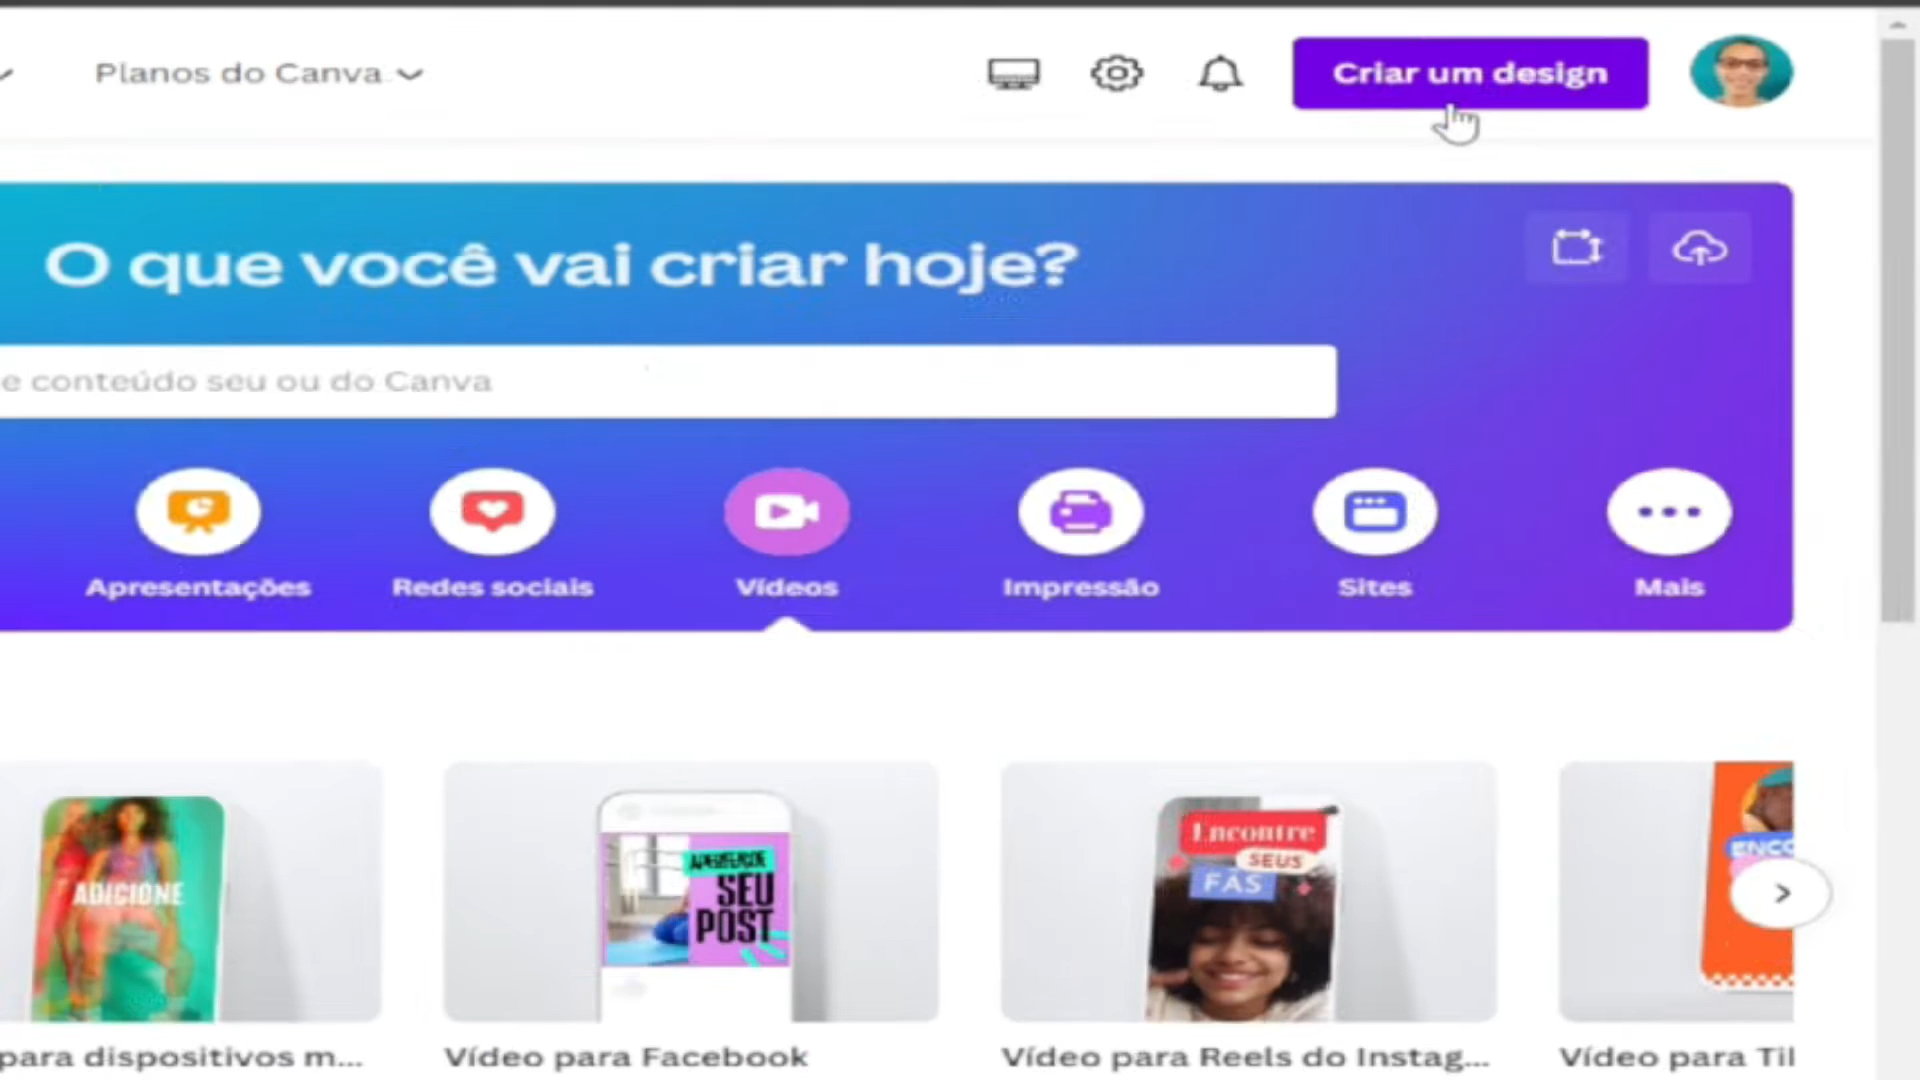 Planos do Canva
Criar um design
O que você vai criar hoje?
e conteúdo seu ou do Canva
Apresentações
Redes sociais
Vídeos
Impressão
Sites
Mais
ADICIONE
SEU
POST
Encontre
SEUS
FÃS
ENCO
para dispositivos m...
Vídeo para Facebook
Vídeo para Reels do Instag...
Vídeo para Ti